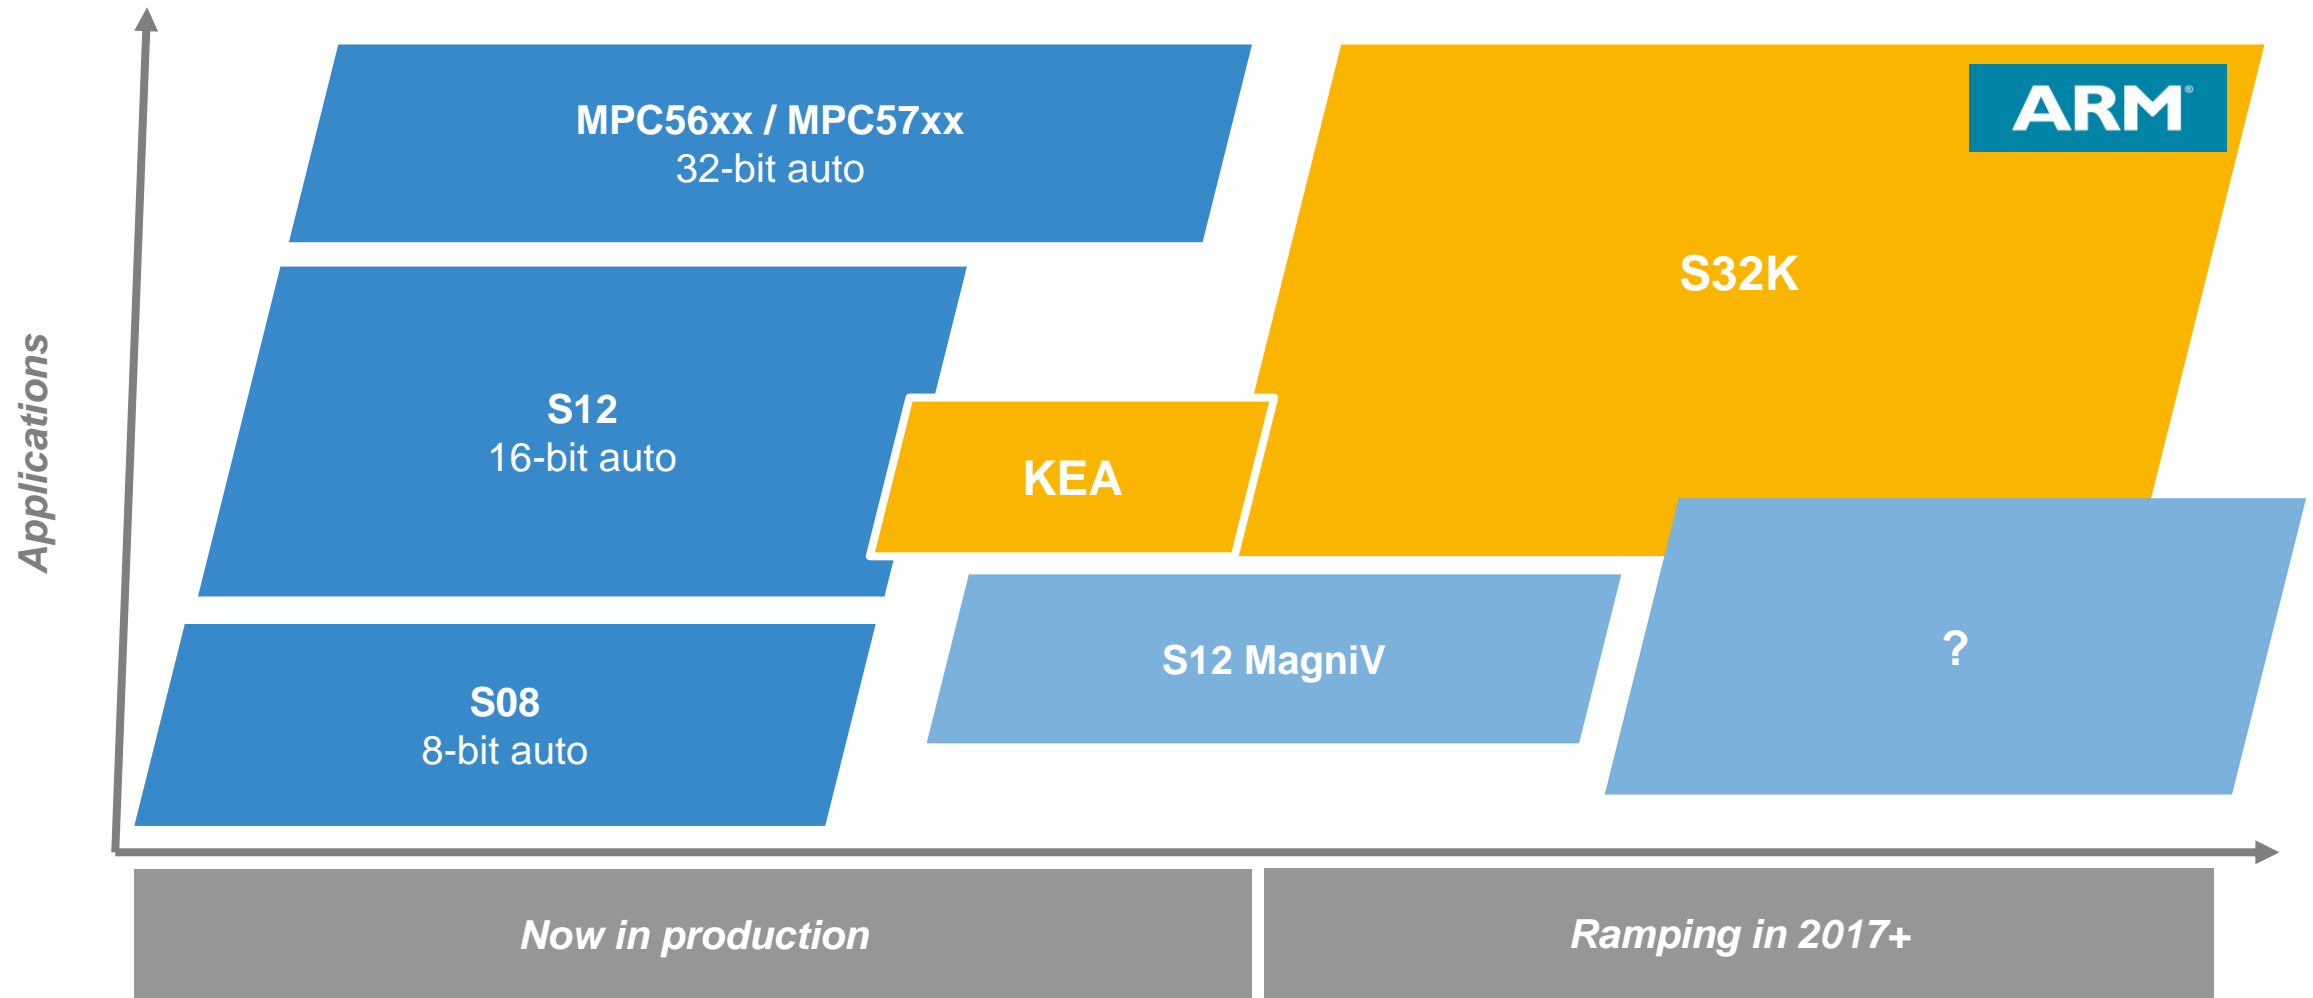 Applications
MPC56xx / MPC57xx
32-bit auto
ARM®
S32K
S12
16-bit auto
KEA
S12 MagniV
?
S08
8-bit auto
Now in production
Ramping in 2017+